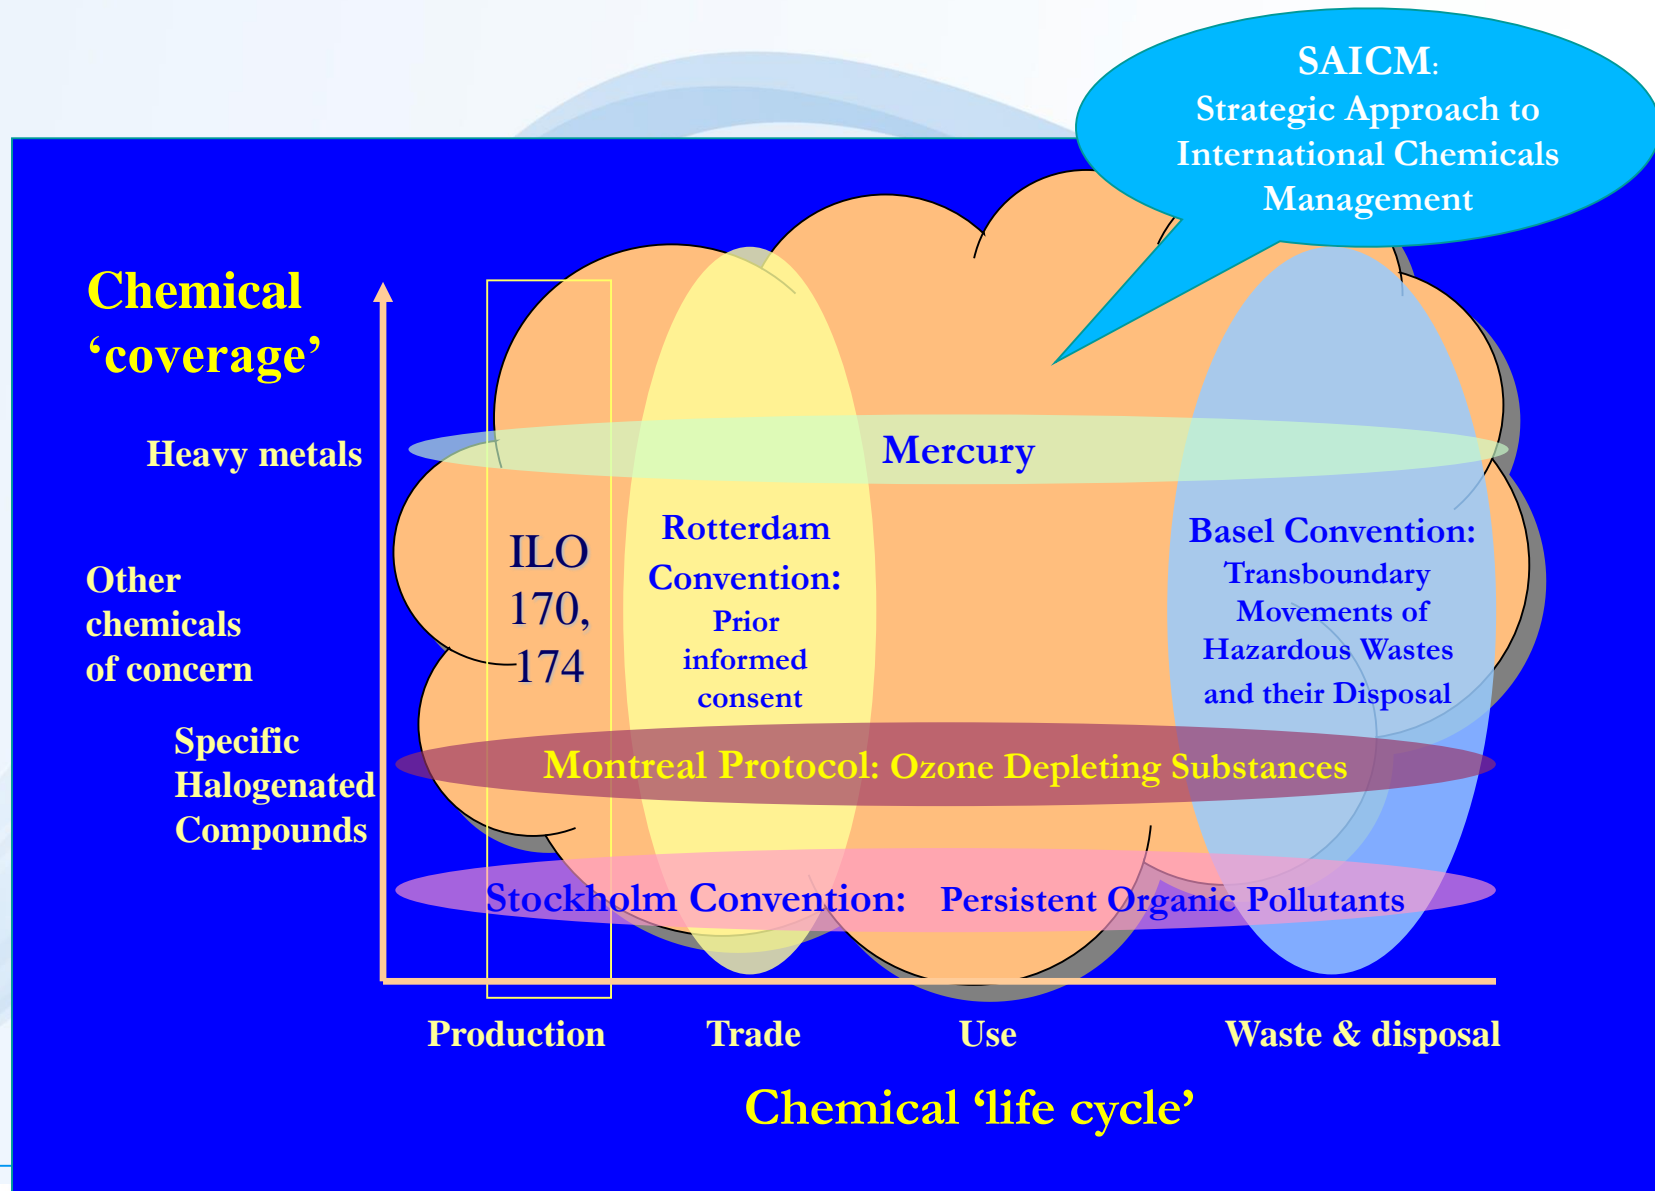 SAICM:
Strategic Approach to
International Chemicals
Management
Chemical
‘coverage’
Heavy metals
Mercury
Other
chemicals
of concern
ILO
170,
174
Rotterdam
Convention:
Prior
informed
consent
Basel Convention:
Transboundary
Movements of
Hazardous Wastes
and their Disposal
Specific
Halogenated
Compounds
Montreal Protocol: Ozone Depleting Substances
Stockholm Convention: Persistent Organic Pollutants
Production
Trade
Use
Waste & disposal
Chemical ‘life cycle’